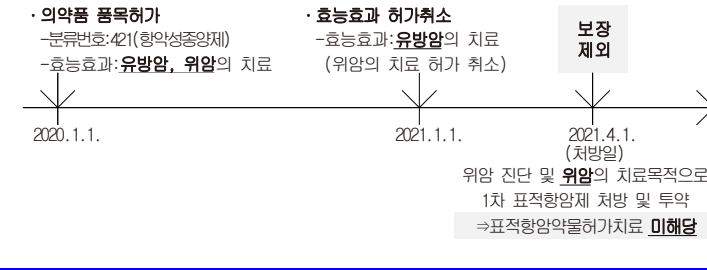 · 의약품 품목허가
-분류번호:421(항악성종양제)
-효능효과:유방암, 위암의 치료
· 효능효과 허가취소
-효능효과:유방암의 치료
(위암의 치료 허가 취소)
보장
제외
2020.1.1.
2021.1.1.
2021.4.1.
(처방일)
위암 진단 및 위암의 치료목적으로
1차 표적항암제 처방 및 투약
⇒표적항암약물허가치료 미해당